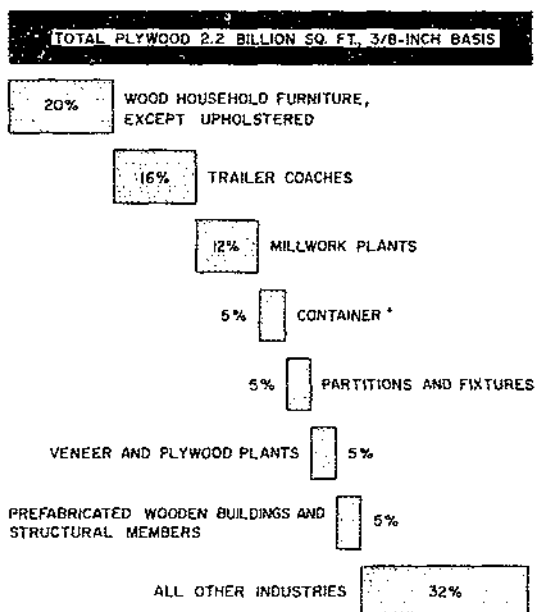 TOTAL PLYWOOD 2.2 BILLION SQ. FT., 3/8-INCH BASIS
20% WOOD HOUSEHOLD FURNITURE,
EXCEPT UPHOLSTERED
16% TRAILER COACHES
12% MILLWORK PLANTS
5% CONTAINER+
5% PARTITIONS AND FIXTURES
VENEER AND PLYWOOD PLANTS 5%
PREFABRICATED WOODEN BUILDINGS AND
STRUCTURAL MEMBERS 5%
ALL OTHER INDUSTRIES 32%